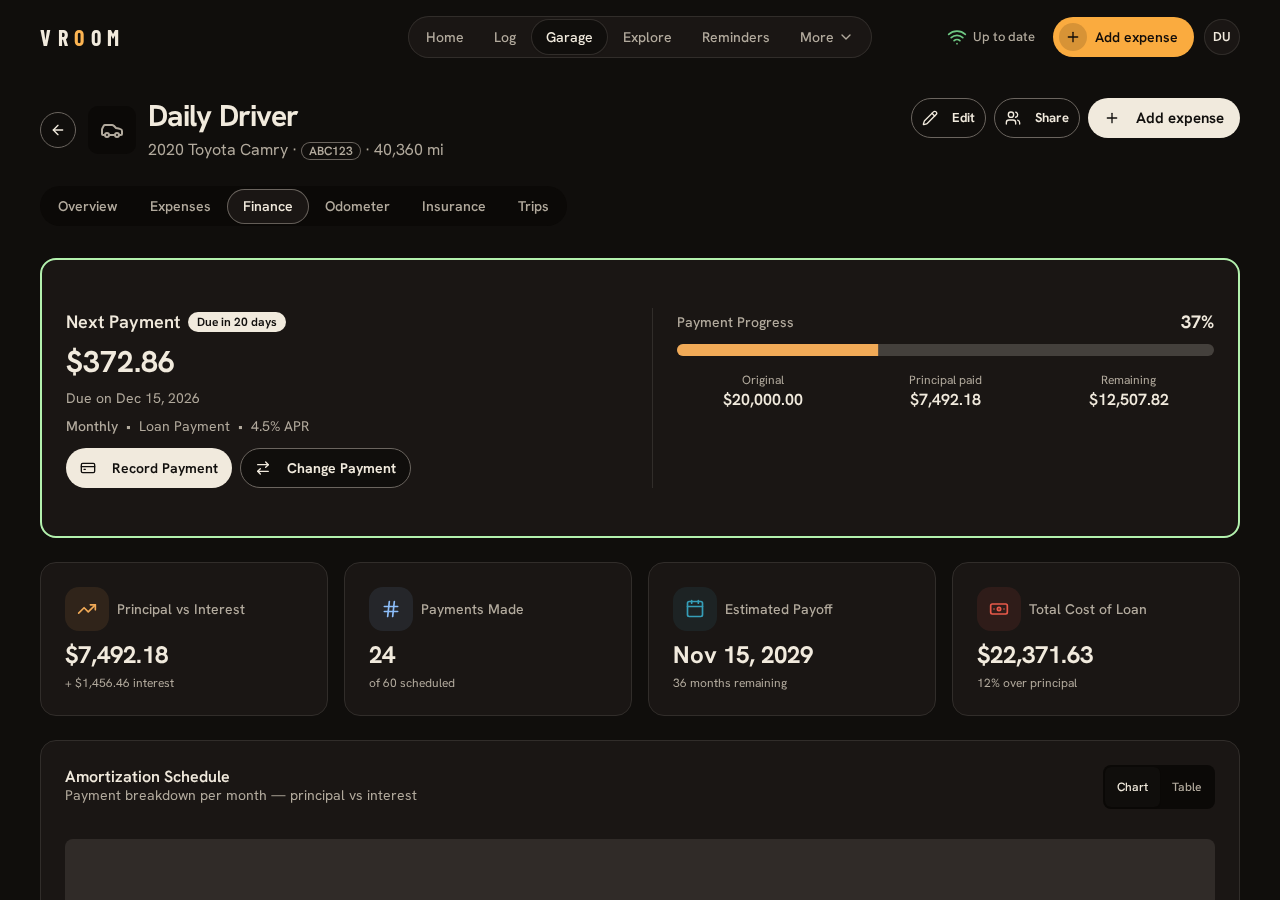 VROOM
Home
Log
Garage
Explore
Reminders
More
Up to date
Add expense
DU
Daily Driver
2020 Toyota Camry · ABC123 · 40,360 mi
Edit
Share
Add expense
Overview
Expenses
Finance
Odometer
Insurance
Trips
Next Payment
Due in 20 days
$372.86
Due on Dec 15, 2026
Monthly • Loan Payment • 4.5% APR
Record Payment
Change Payment
Payment Progress
37%
Original
$20,000.00
Principal paid
$7,492.18
Remaining
$12,507.82
Principal vs Interest
$7,492.18
+ $1,456.46 interest
Payments Made
24
of 60 scheduled
Estimated Payoff
Nov 15, 2029
36 months remaining
Total Cost of Loan
$22,371.63
12% over principal
Amortization Schedule
Payment breakdown per month — principal vs interest
Chart
Table